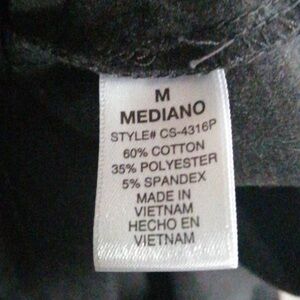 M
MEDIANO
STYLE# CS-4316P
60% COTTON
35% POLYESTER
5% SPANDEX
MADE IN
VIETNAM
HECHO EN
VIETNAM